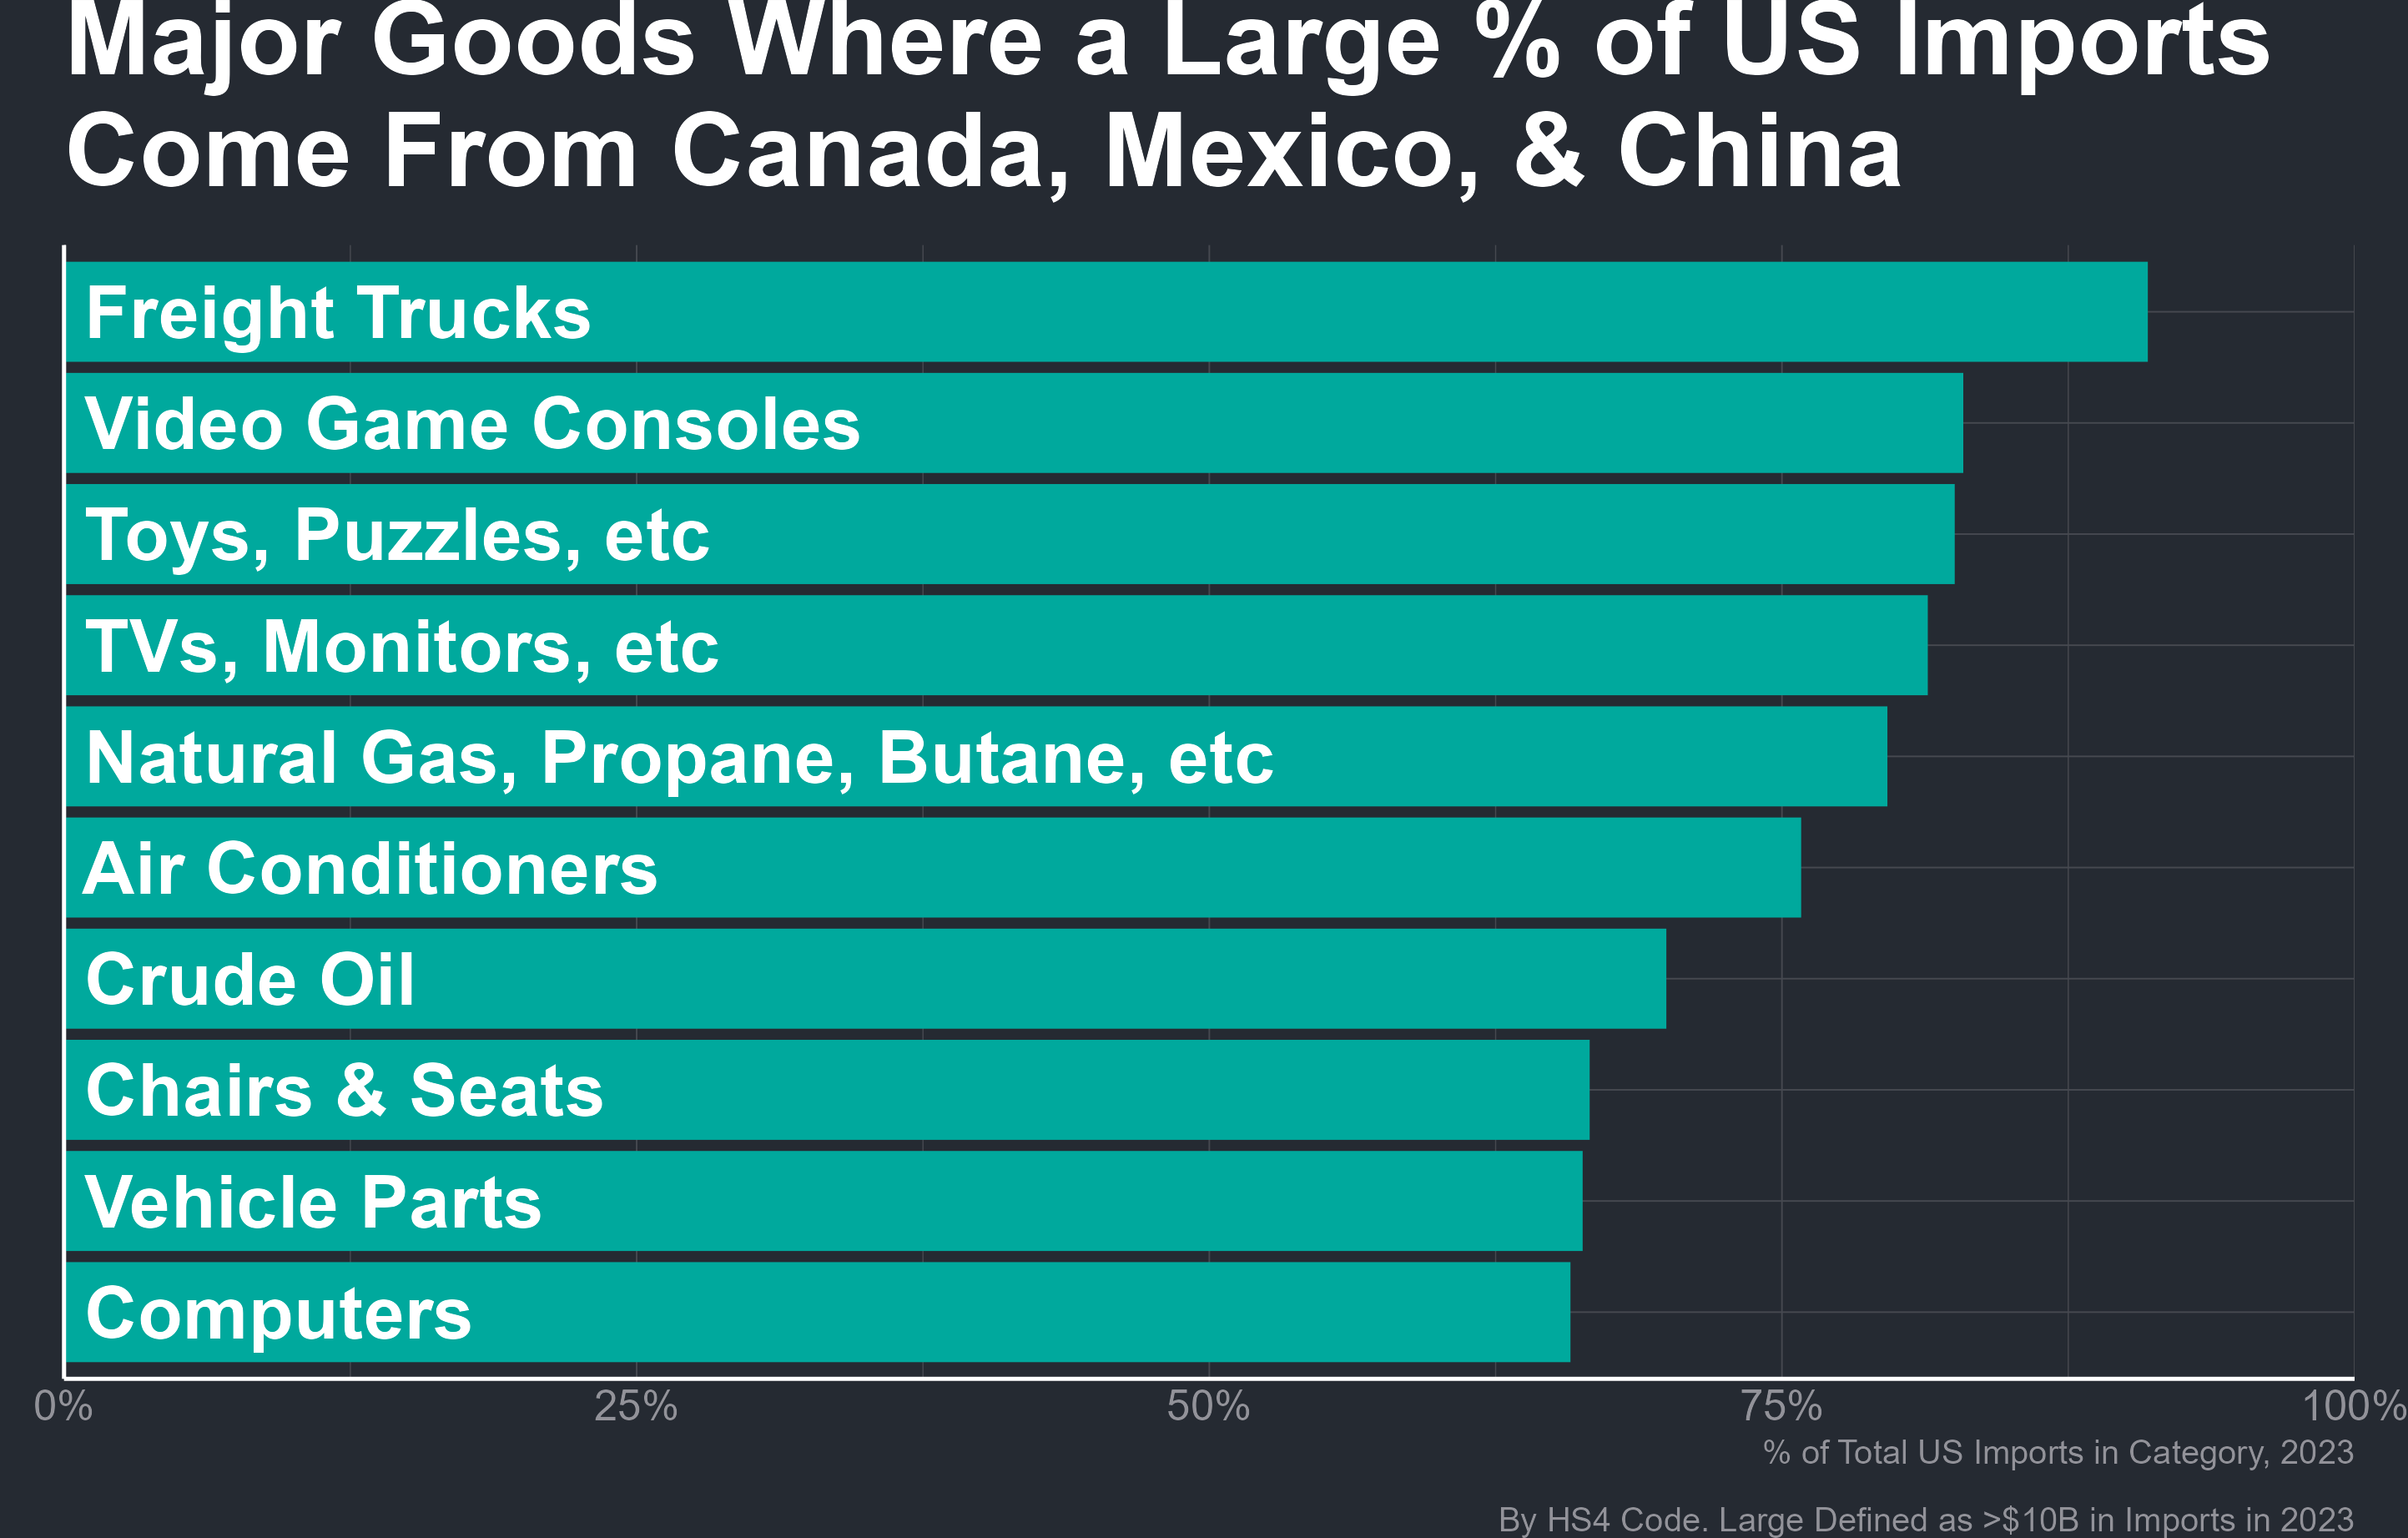 Major Goods Where a Large % of US Imports
Come From Canada, Mexico, & China
Freight Trucks
Video Game Consoles
Toys, Puzzles, etc
TVs, Monitors, etc
Natural Gas, Propane, Butane, etc
Air Conditioners
Crude Oil
Chairs & Seats
Vehicle Parts
Computers
0% 25% 50% 75% 100%
% of Total US Imports in Category, 2023
By HS4 Code. Large Defined as >$10B in Imports in 2023